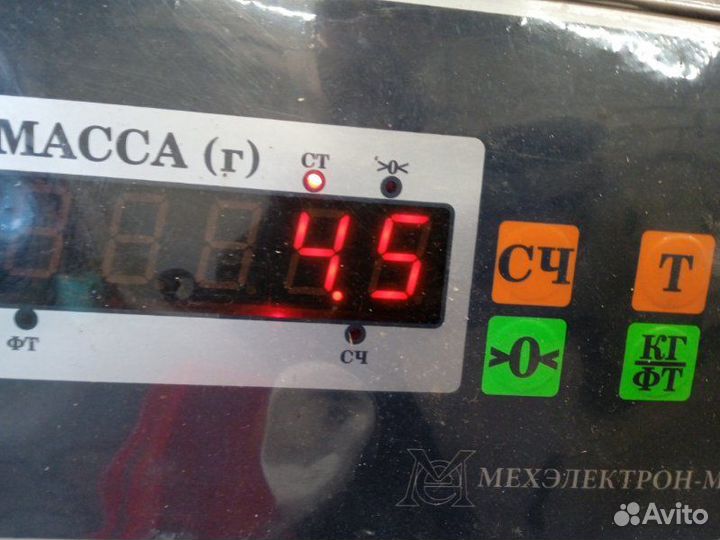 МАССА (г)
СТ >0<
4.5
ФТ СЧ
СЧ Т
>0< КГ/ФТ
МЕХЭЛЕКТРОН-М
Avito